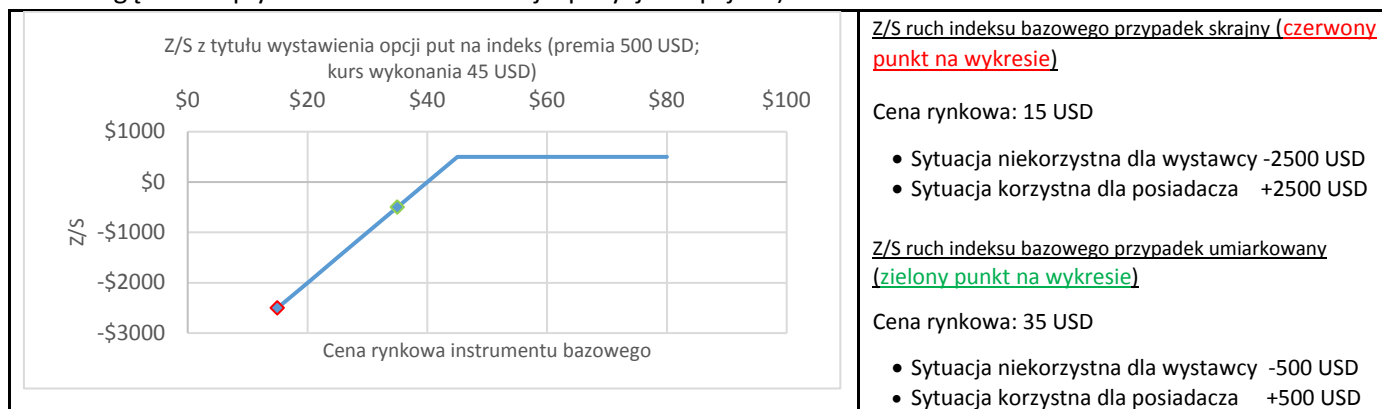 Z/S z tytułu wystawienia opcji put na indeks (premia 500 USD;
kurs wykonania 45 USD)
$0 $20 $40 $60 $80 $100
$1000
$0
-$1000
-$2000
-$3000
Z/S
Cena rynkowa instrumentu bazowego
Z/S ruch indeksu bazowego przypadek skrajny (czerwony
punkt na wykresie)
Cena rynkowa: 15 USD
• Sytuacja niekorzystna dla wystawcy -2500 USD
• Sytuacja korzystna dla posiadacza +2500 USD
Z/S ruch indeksu bazowego przypadek umiarkowany
(zielony punkt na wykresie)
Cena rynkowa: 35 USD
• Sytuacja niekorzystna dla wystawcy -500 USD
• Sytuacja korzystna dla posiadacza +500 USD